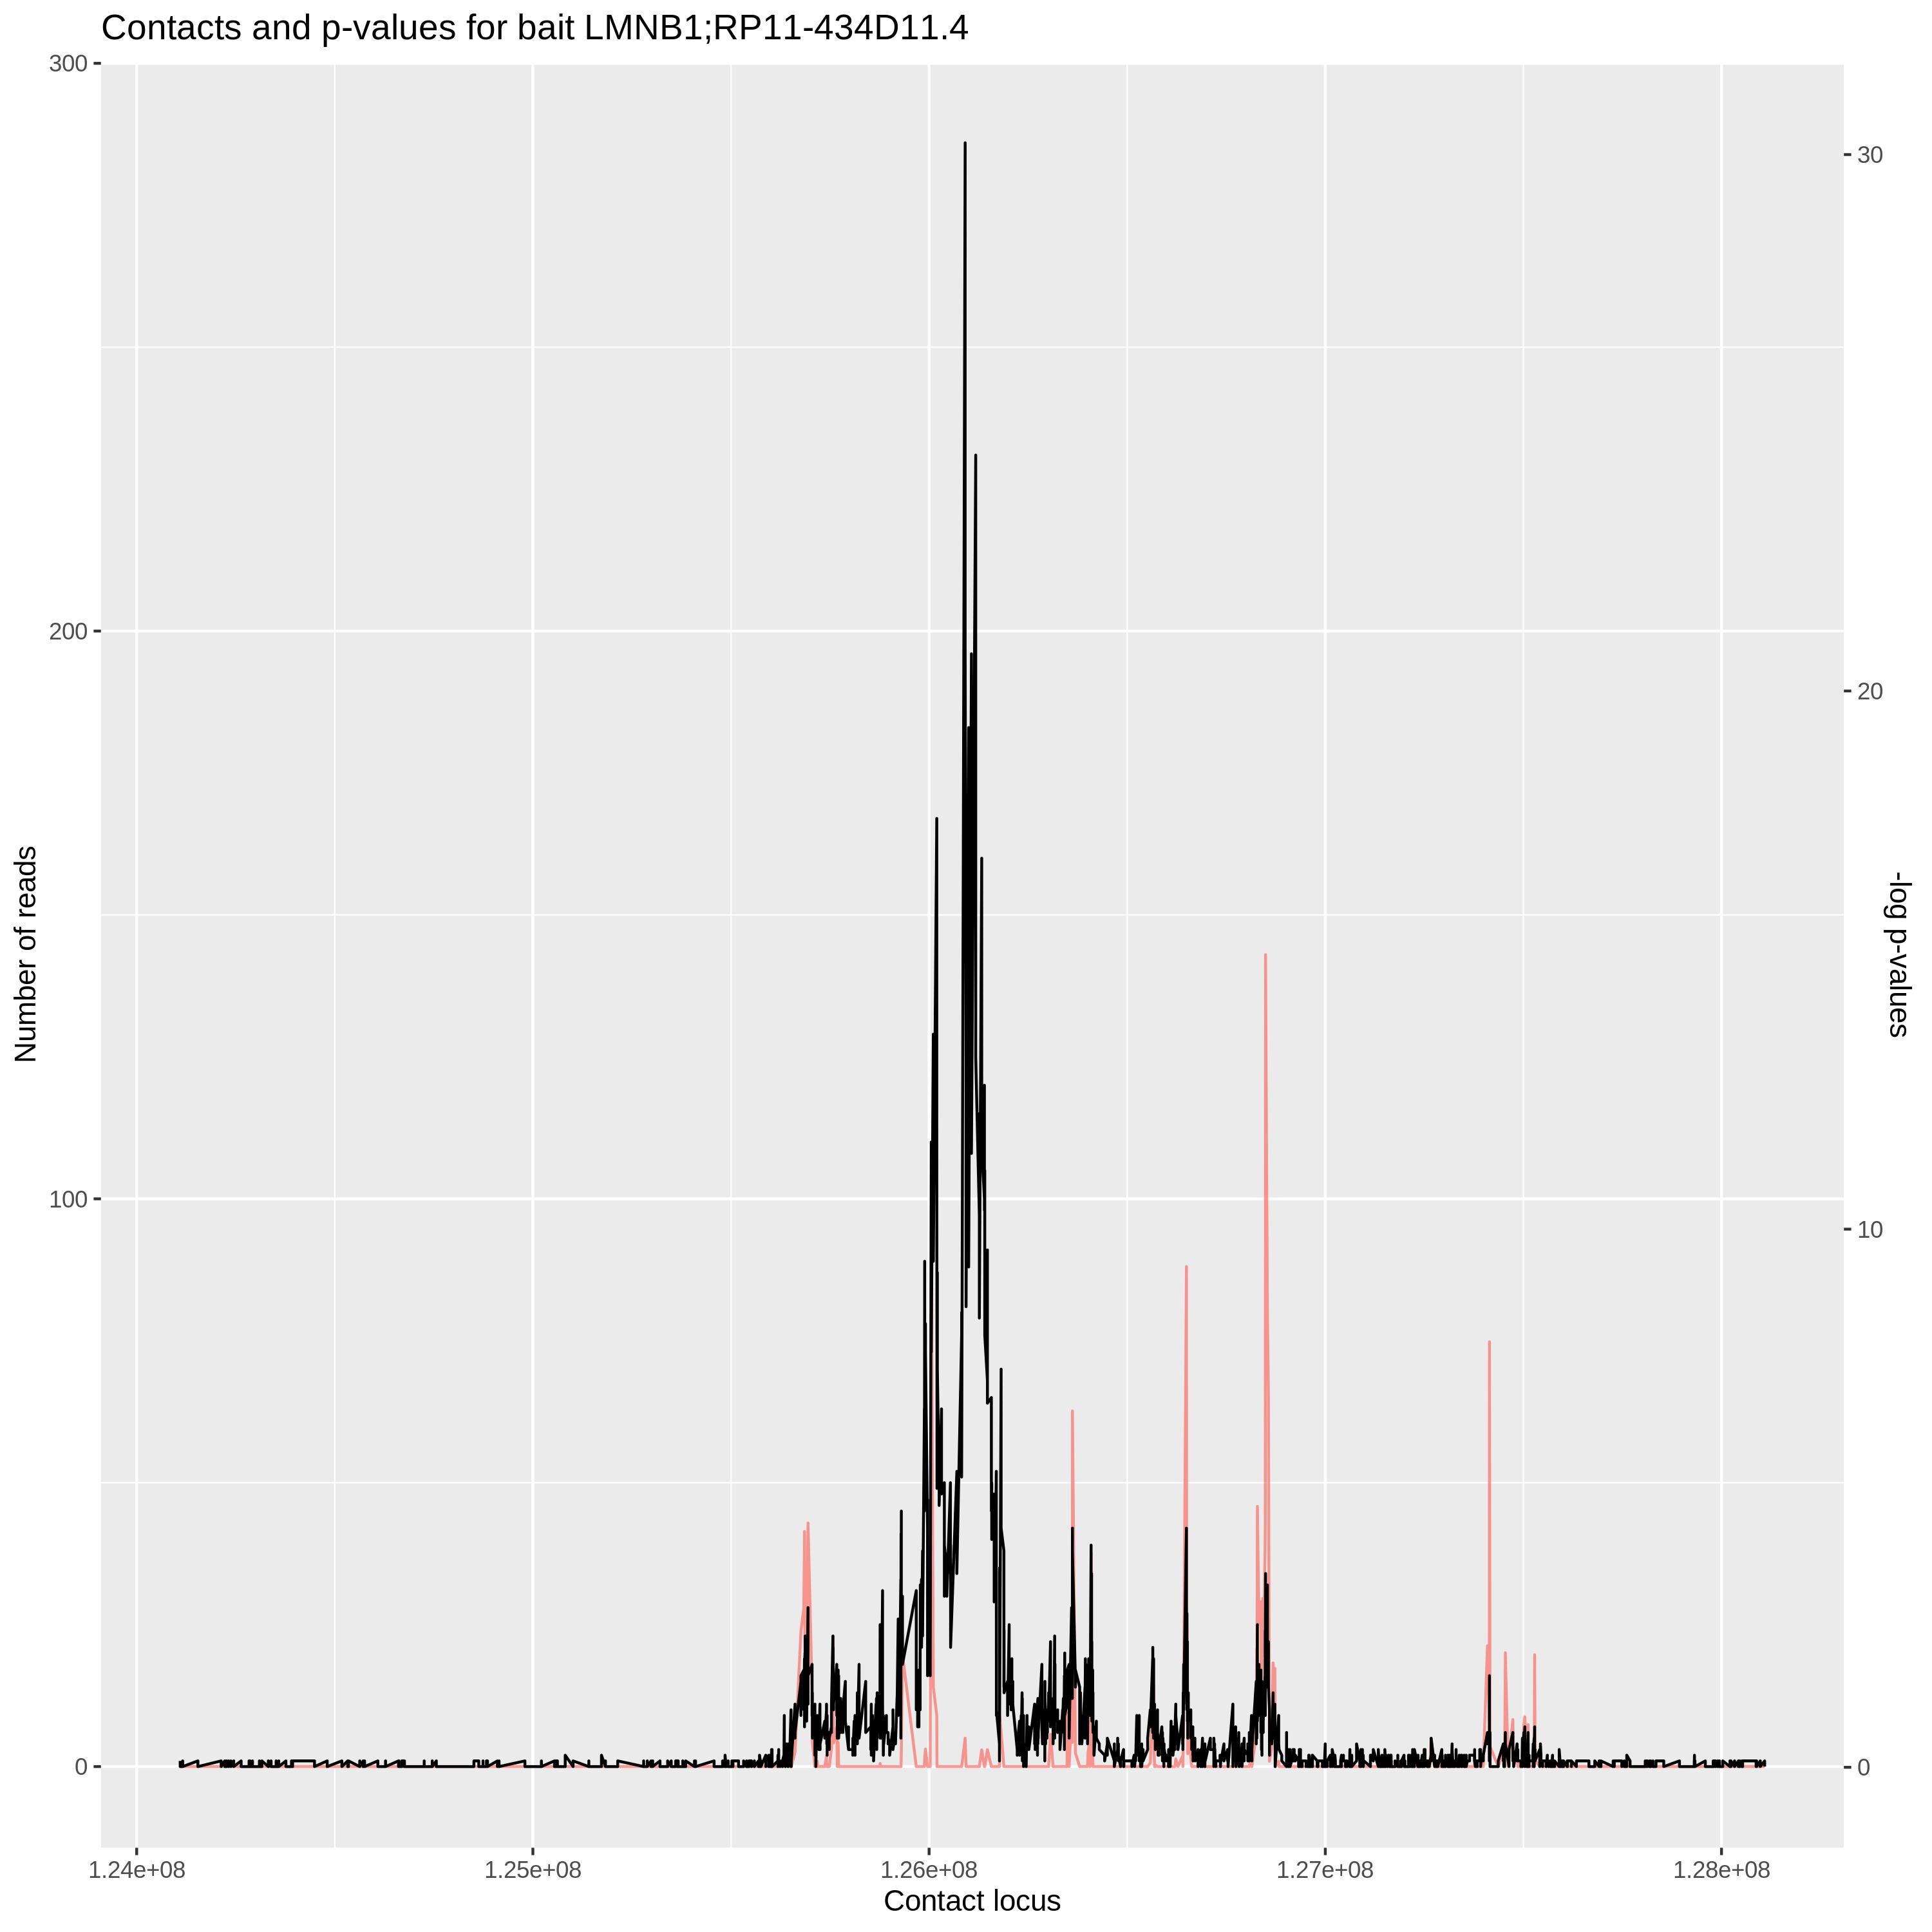 Contacts and p-values for bait LMNB1;RP11-434D11.4
300
200
100
0
Number of reads
30
20
10
0
-log p-values
1.24e+08
1.25e+08
1.26e+08
1.27e+08
1.28e+08
Contact locus